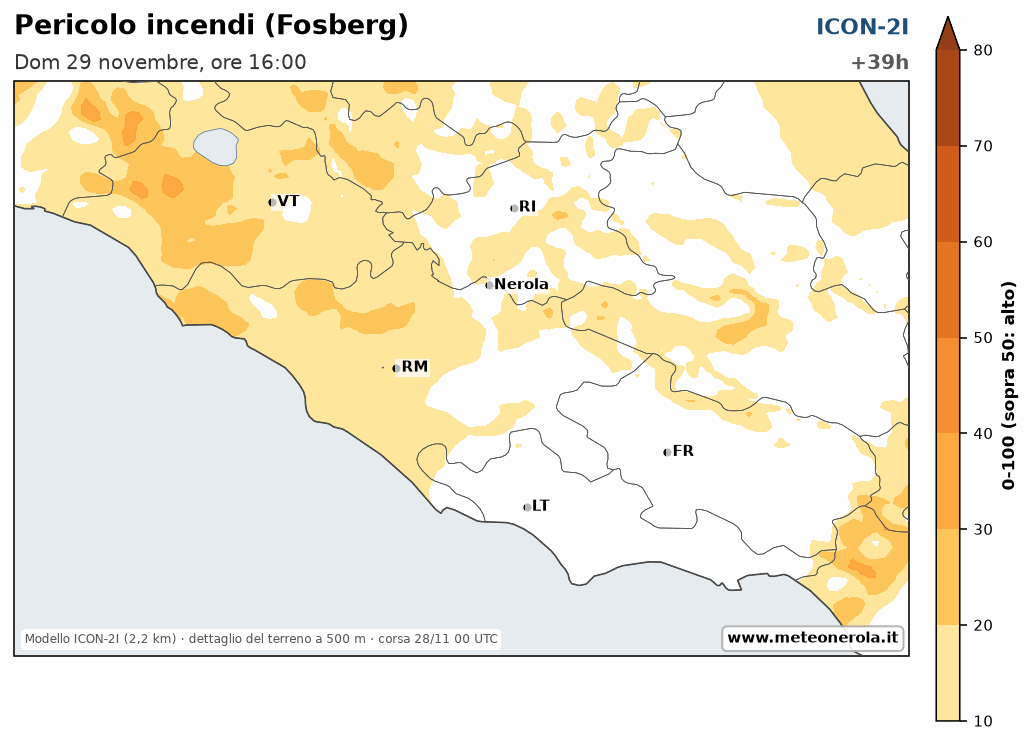 Pericolo incendi (Fosberg)
ICON-2I
Dom 29 novembre, ore 16:00
+39h
80
70
60
50
40
30
20
10
0-100 (sopra 50: alto)
VT
RI
Nerola
RM
FR
LT
Modello ICON-2I (2,2 km) · dettaglio del terreno a 500 m · corsa 28/11 00 UTC
www.meteonerola.it